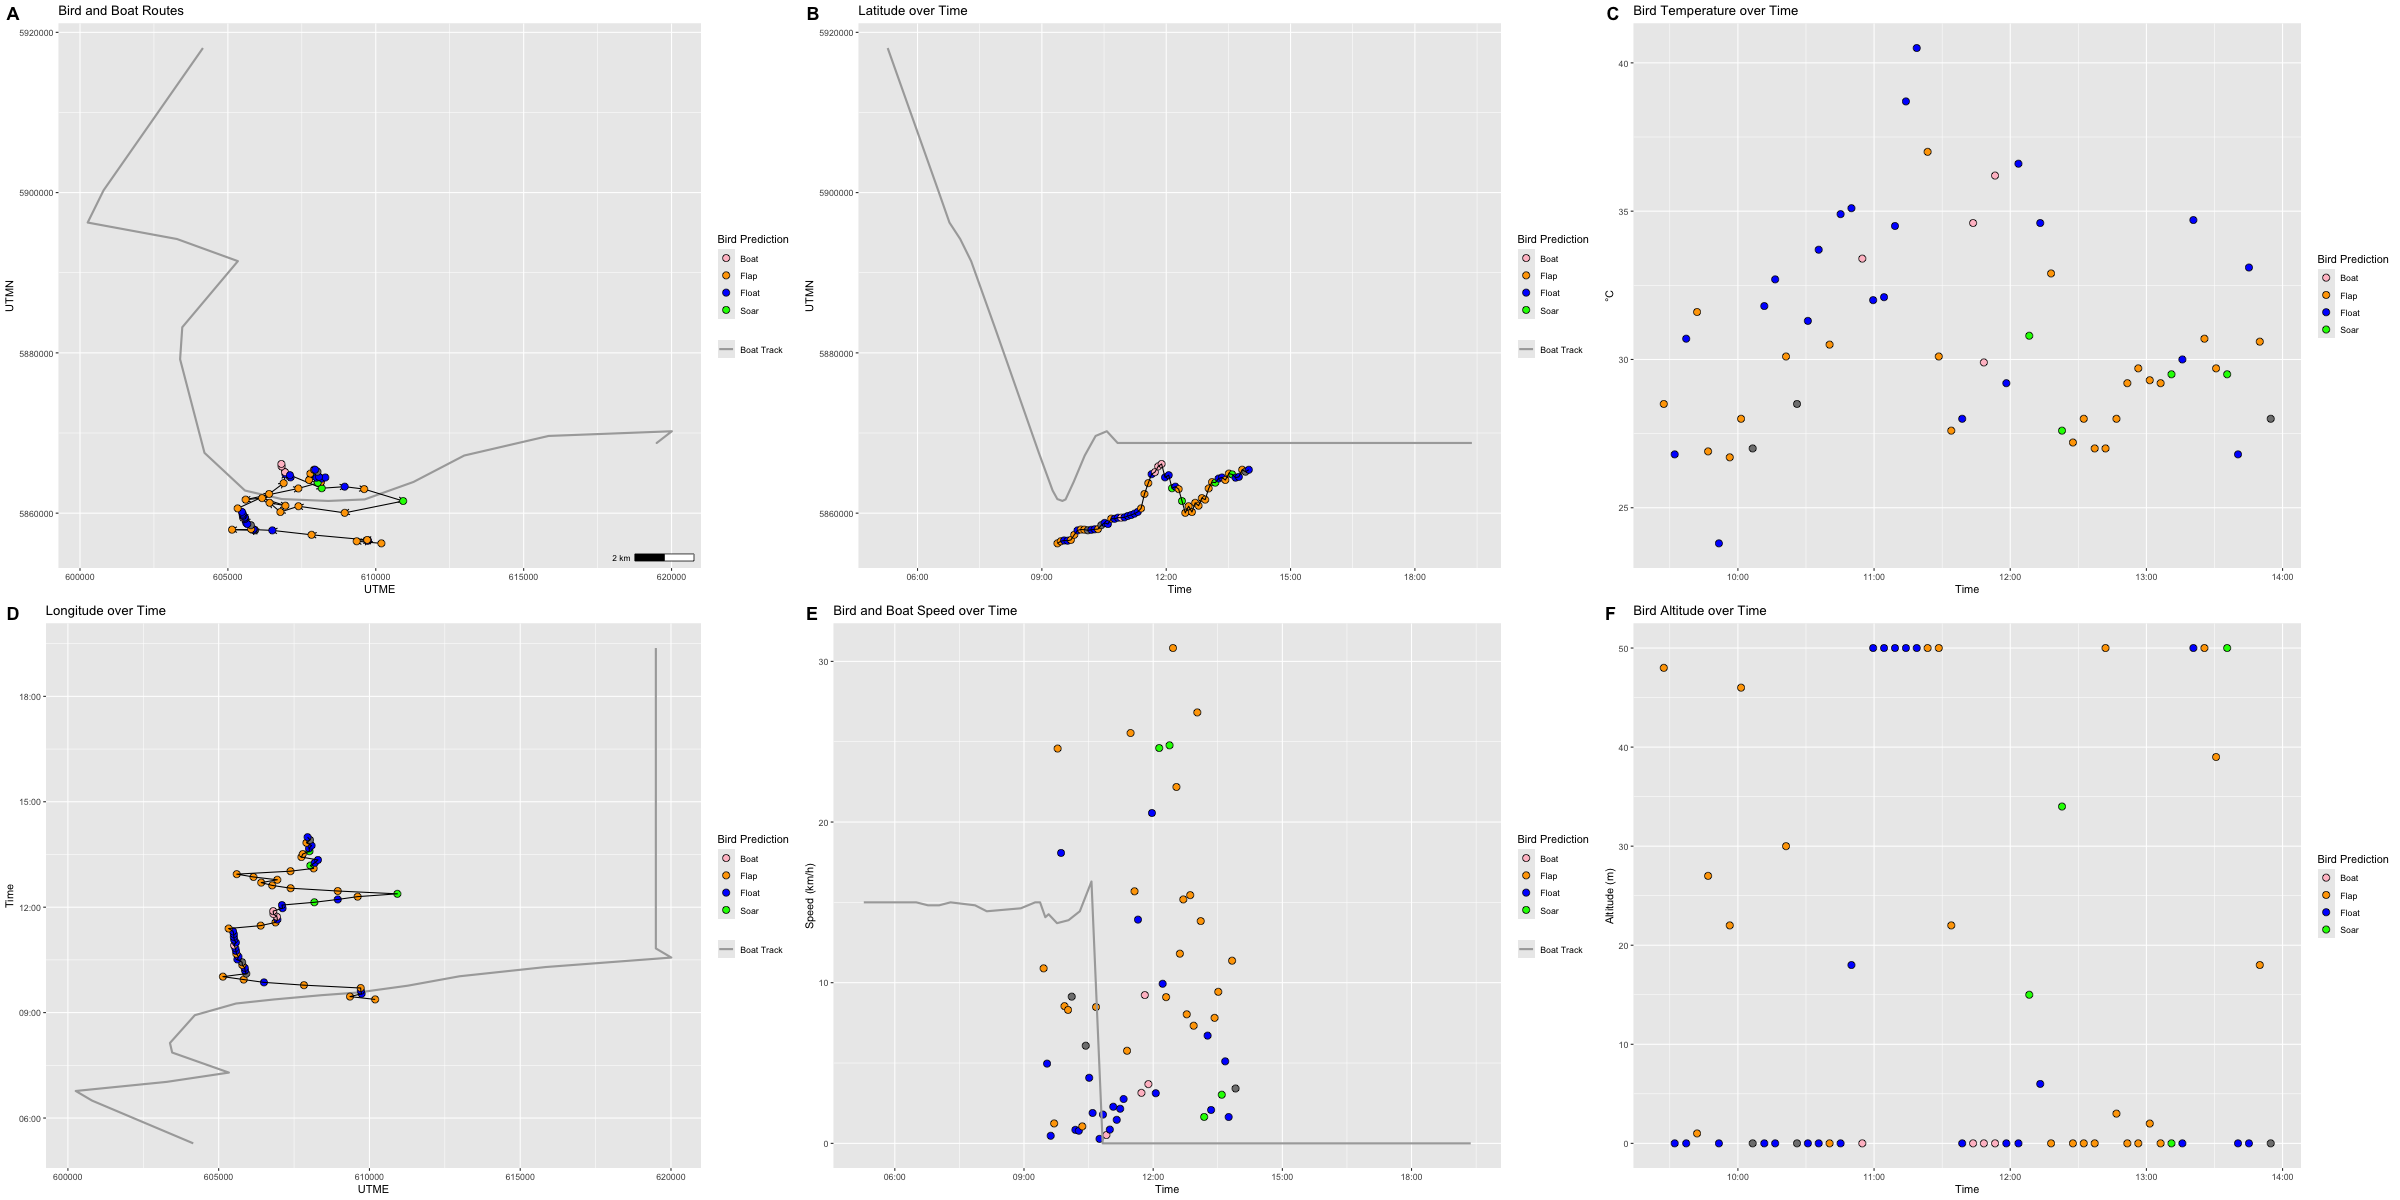 A Bird and Boat Routes
5920000
5900000
5880000
5860000
UTMN
600000 605000 610000 615000 620000
UTME
2 km
Bird Prediction
Boat
Flap
Float
Soar
Boat Track
B Latitude over Time
5920000
5900000
5880000
5860000
UTMN
06:00 09:00 12:00 15:00 18:00
Time
Bird Prediction
Boat
Flap
Float
Soar
Boat Track
C Bird Temperature over Time
40
35
30
25
°C
10:00 11:00 12:00 13:00 14:00
Time
Bird Prediction
Boat
Flap
Float
Soar
D Longitude over Time
18:00
15:00
12:00
09:00
06:00
Time
600000 605000 610000 615000 620000
UTME
Bird Prediction
Boat
Flap
Float
Soar
Boat Track
E Bird and Boat Speed over Time
30
20
10
0
Speed (km/h)
06:00 09:00 12:00 15:00 18:00
Time
Bird Prediction
Boat
Flap
Float
Soar
Boat Track
F Bird Altitude over Time
50
40
30
20
10
0
Altitude (m)
10:00 11:00 12:00 13:00 14:00
Time
Bird Prediction
Boat
Flap
Float
Soar